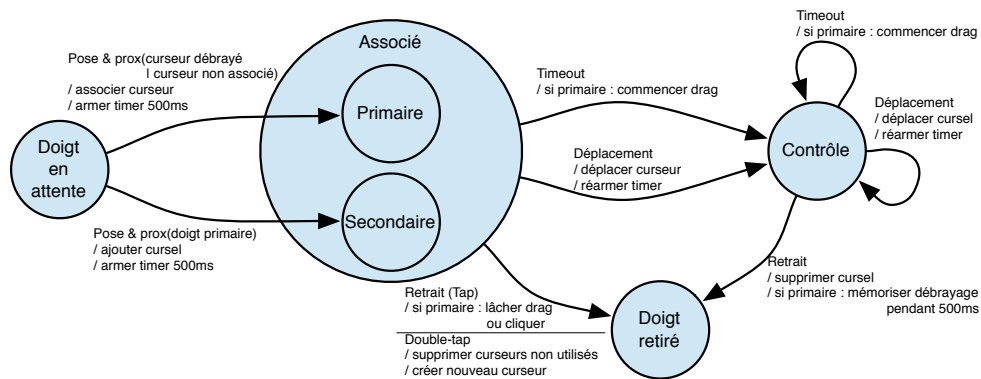 Pose & prox(curseur débrayé
| curseur non associé)
/ associer curseur
/ armer timer 500ms
Doigt
en
attente
Pose & prox(doigt primaire)
/ ajouter cursel
/ armer timer 500ms
Associé
Primaire
Secondaire
Timeout
/ si primaire : commencer drag
Déplacement
/ déplacer curseur
/ réarmer timer
Timeout
/ si primaire : commencer drag
Contrôle
Déplacement
/ déplacer cursel
/ réarmer timer
Retrait
/ supprimer cursel
/ si primaire : mémoriser débrayage
pendant 500ms
Retrait (Tap)
/ si primaire : lâcher drag
ou cliquer
Double-tap
/ supprimer curseurs non utilisés
/ créer nouveau curseur
Doigt
retiré